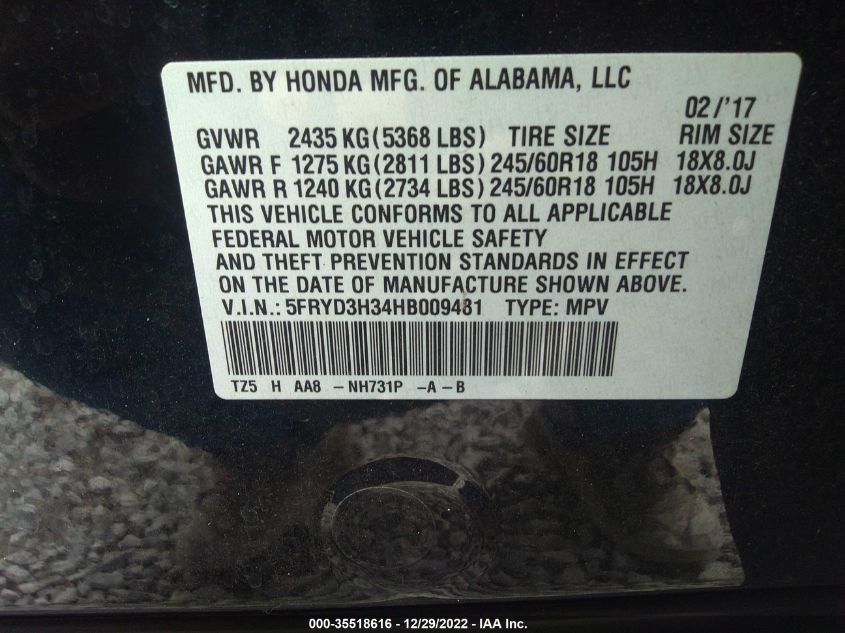 MFD. BY HONDA MFG. OF ALABAMA, LLC
02/'17
GVWR 2435 KG(5368 LBS) TIRE SIZE RIM SIZE
GAWR F 1275 KG(2811 LBS) 245/60R18 105H 18X8.0J
GAWR R 1240 KG(2734 LBS) 245/60R18 105H 18X8.0J
THIS VEHICLE CONFORMS TO ALL APPLICABLE
FEDERAL MOTOR VEHICLE SAFETY
AND THEFT PREVENTION STANDARDS IN EFFECT
ON THE DATE OF MANUFACTURE SHOWN ABOVE.
V.I.N.: 5FRYD3H34HB009481 TYPE: MPV
TZ5 H AA8 - NH731P -A - B
000-35518616 - 12/29/2022 - IAA Inc.